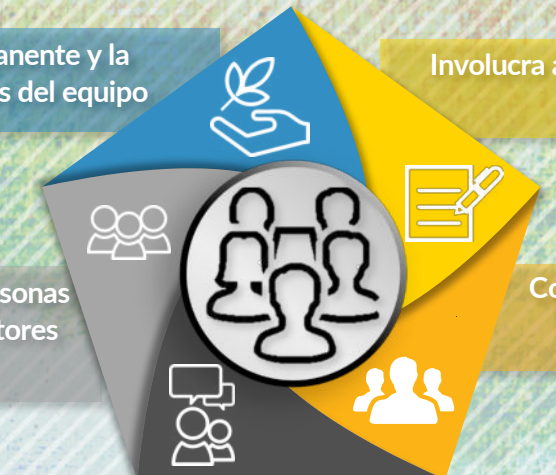 anente y la
s del equipo
Involucra a
sonas
tores
Co